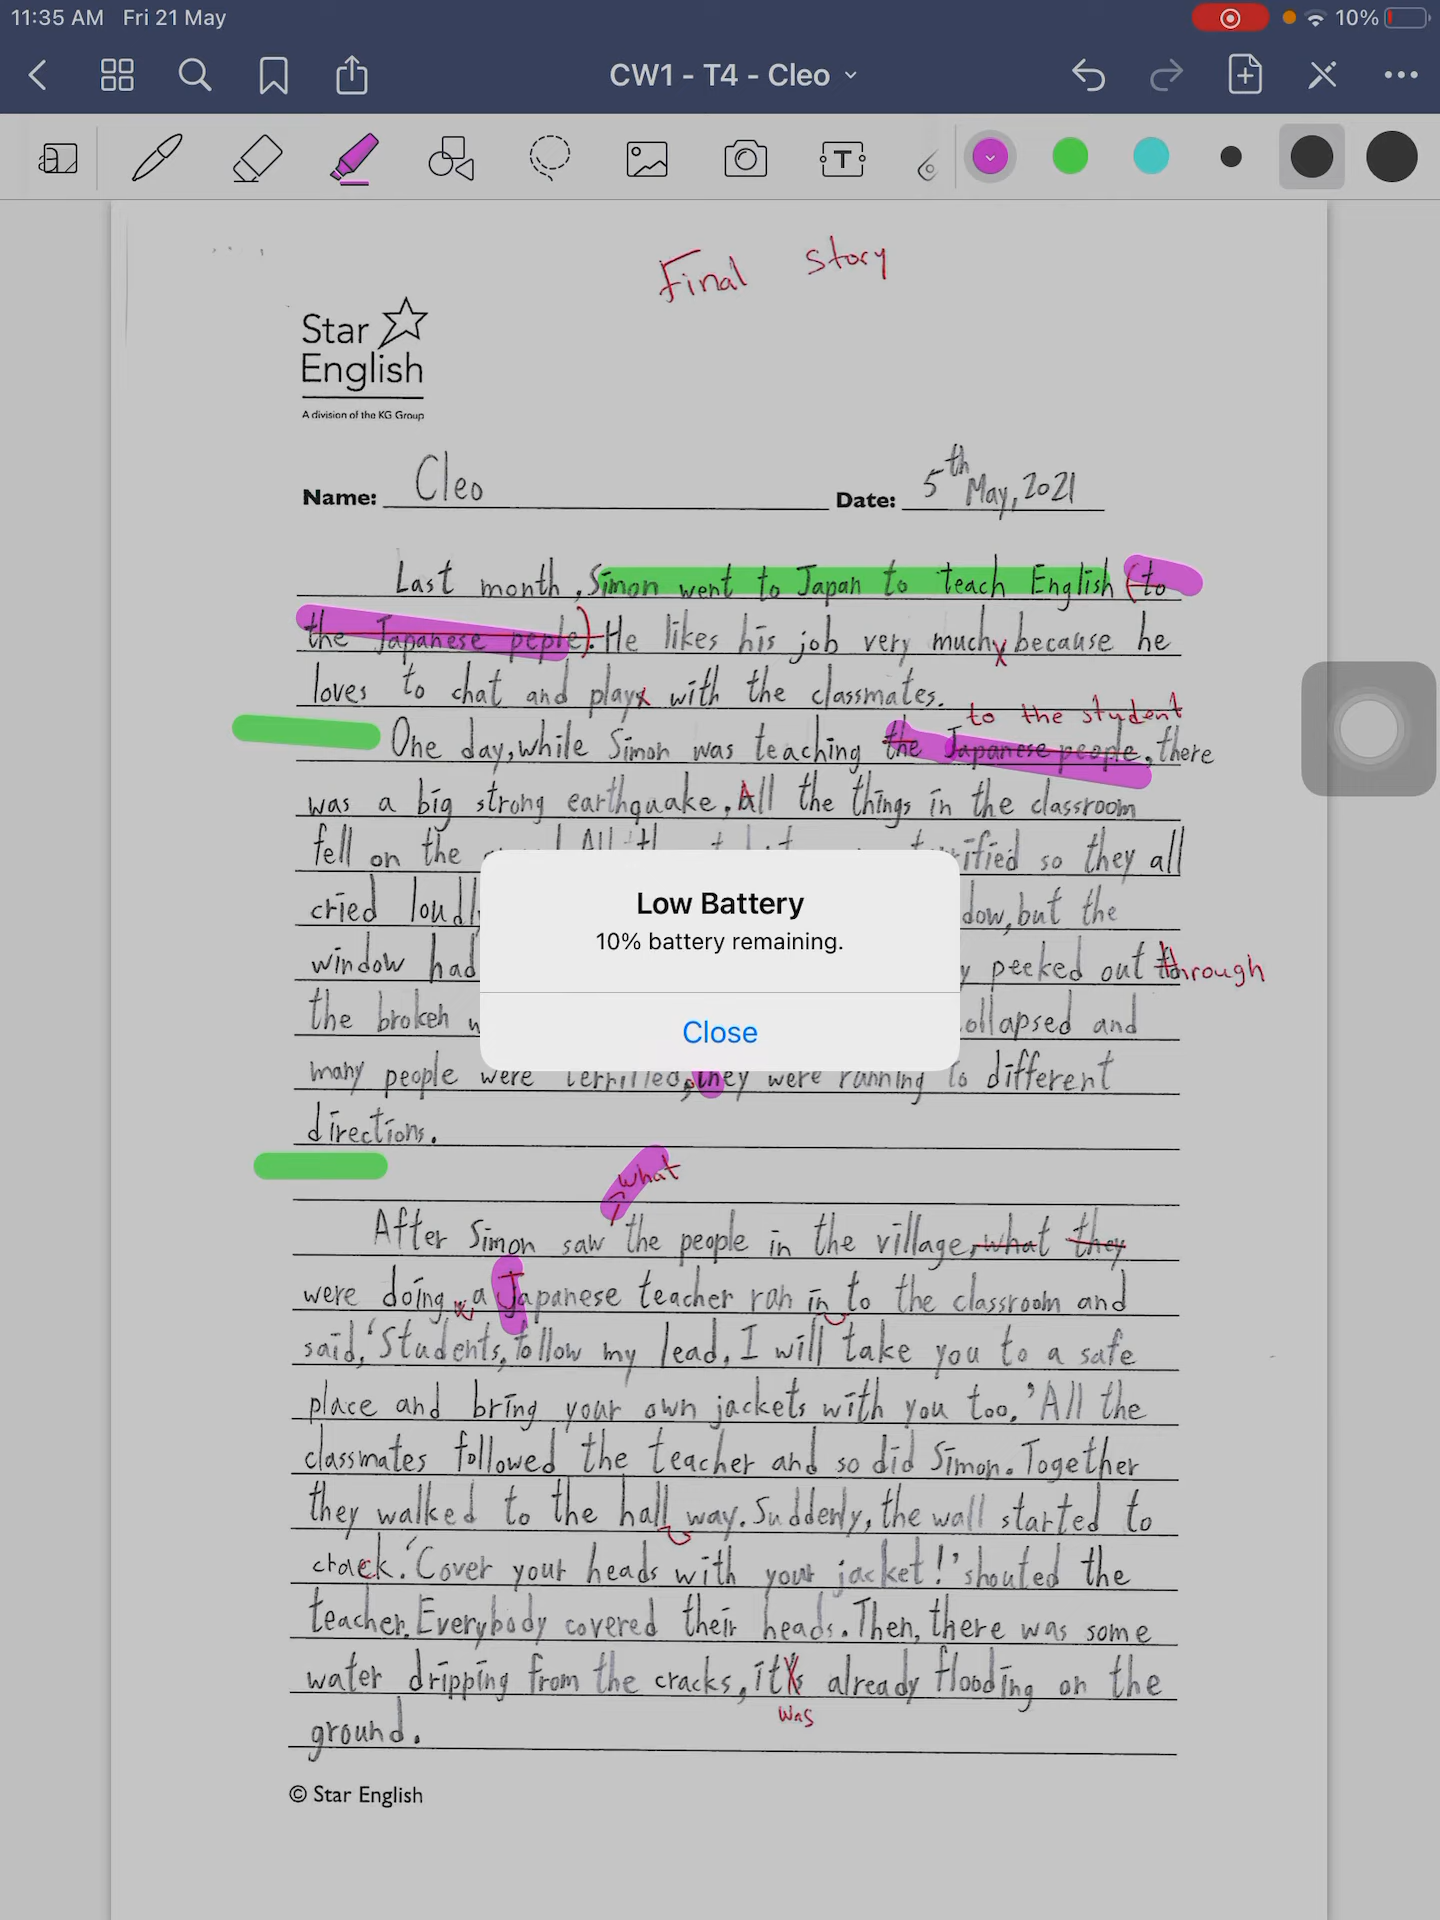 11:35 AM Fri 21 May 10%
CW1 - T4 - Cleo
T
Final story
Star
English
A division of the KG Group
Name: Cleo Date: 5th May, 2021
Last month, Simon went to Japan to teach English (to
the Japanese peple). He likes his job very much, because he
loves to chat and play with the classmates.
to the student
One day, while Simon was teaching the Japanese people, there
was a big strong earthquake. All the things in the classroom
fell on the terrified so they all
cried loudly dow, but the
window had y peeked out through
the broken w ollapsed and
many people were terrified, they were running to different
directions.
what
After Simon saw the people in the village, what they
were doing, a Japanese teacher ran in to the classroom and
said, 'Students, follow my lead, I will take you to a safe
place and bring your own jackets with you too.' All the
classmates followed the teacher and so did Simon. Together
they walked to the hall way. Suddenly, the wall started to
crack. 'Cover your heads with your jacket!' shouted the
teacher. Everybody covered their heads. Then, there was some
water dripping from the cracks, it's already flooding on the
was
ground.
© Star English
Low Battery
10% battery remaining.
Close